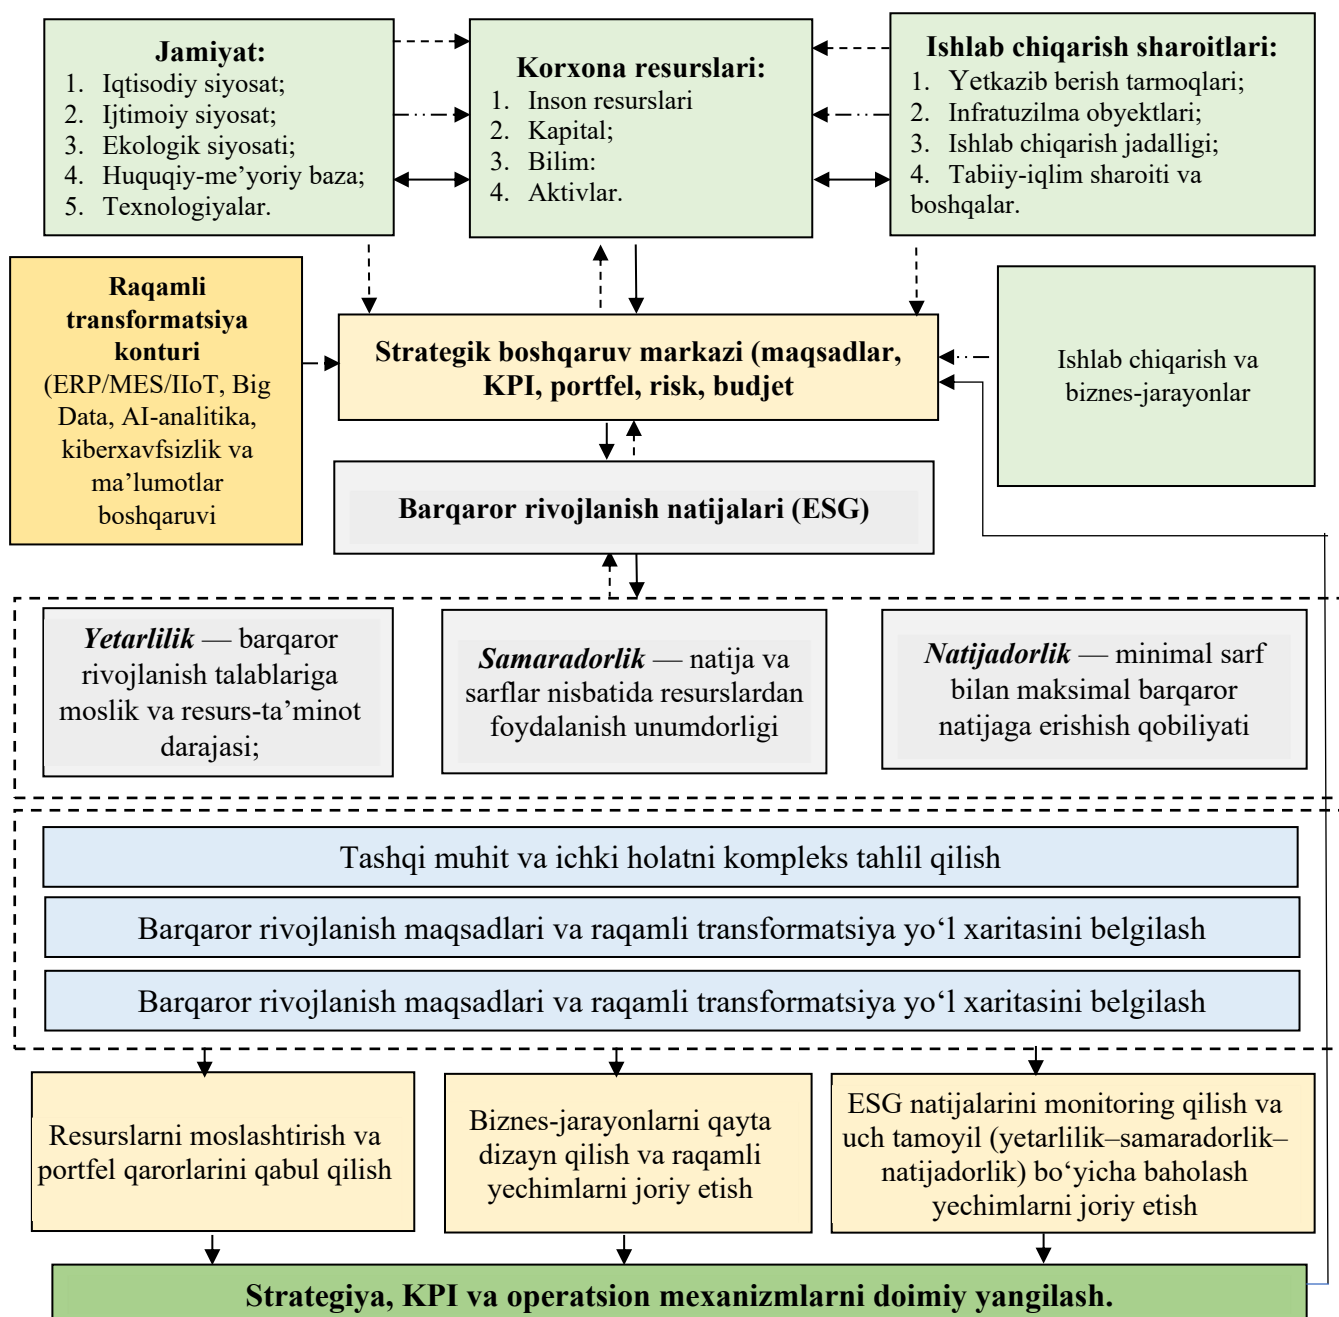 Jamiyat:
1. Iqtisodiy siyosat;
2. Ijtimoiy siyosat;
3. Ekologik siyosati;
4. Huquqiy-me’yoriy baza;
5. Texnologiyalar.
Korxona resurslari:
1. Inson resurslari
2. Kapital;
3. Bilim:
4. Aktivlar.
Ishlab chiqarish sharoitlari:
1. Yetkazib berish tarmoqlari;
2. Infratuzilma obyektlari;
3. Ishlab chiqarish jadalligi;
4. Tabiiy-iqlim sharoiti va
boshqalar.
Raqamli
transformatsiya
konturi
(ERP/MES/IIoT, Big
Data, AI-analitika,
kiberxavfsizlik va
ma’lumotlar
boshqaruvi
Strategik boshqaruv markazi (maqsadlar,
KPI, portfel, risk, budjet
Ishlab chiqarish va
biznes-jarayonlar
Barqaror rivojlanish natijalari (ESG)
Yetarlilik — barqaror
rivojlanish talablariga
moslik va resurs-ta’minot
darajasi;
Samaradorlik — natija va
sarflar nisbatida resurslardan
foydalanish unumdorligi
Natijadorlik — minimal sarf
bilan maksimal barqaror
natijaga erishish qobiliyati
Tashqi muhit va ichki holatni kompleks tahlil qilish
Barqaror rivojlanish maqsadlari va raqamli transformatsiya yo‘l xaritasini belgilash
Barqaror rivojlanish maqsadlari va raqamli transformatsiya yo‘l xaritasini belgilash
Resurslarni moslashtirish va
portfel qarorlarini qabul qilish
Biznes-jarayonlarni qayta
dizayn qilish va raqamli
yechimlarni joriy etish
ESG natijalarini monitoring qilish va
uch tamoyil (yetarlilik–samaradorlik–
natijadorlik) bo‘yicha baholash
yechimlarni joriy etish
Strategiya, KPI va operatsion mexanizmlarni doimiy yangilash.